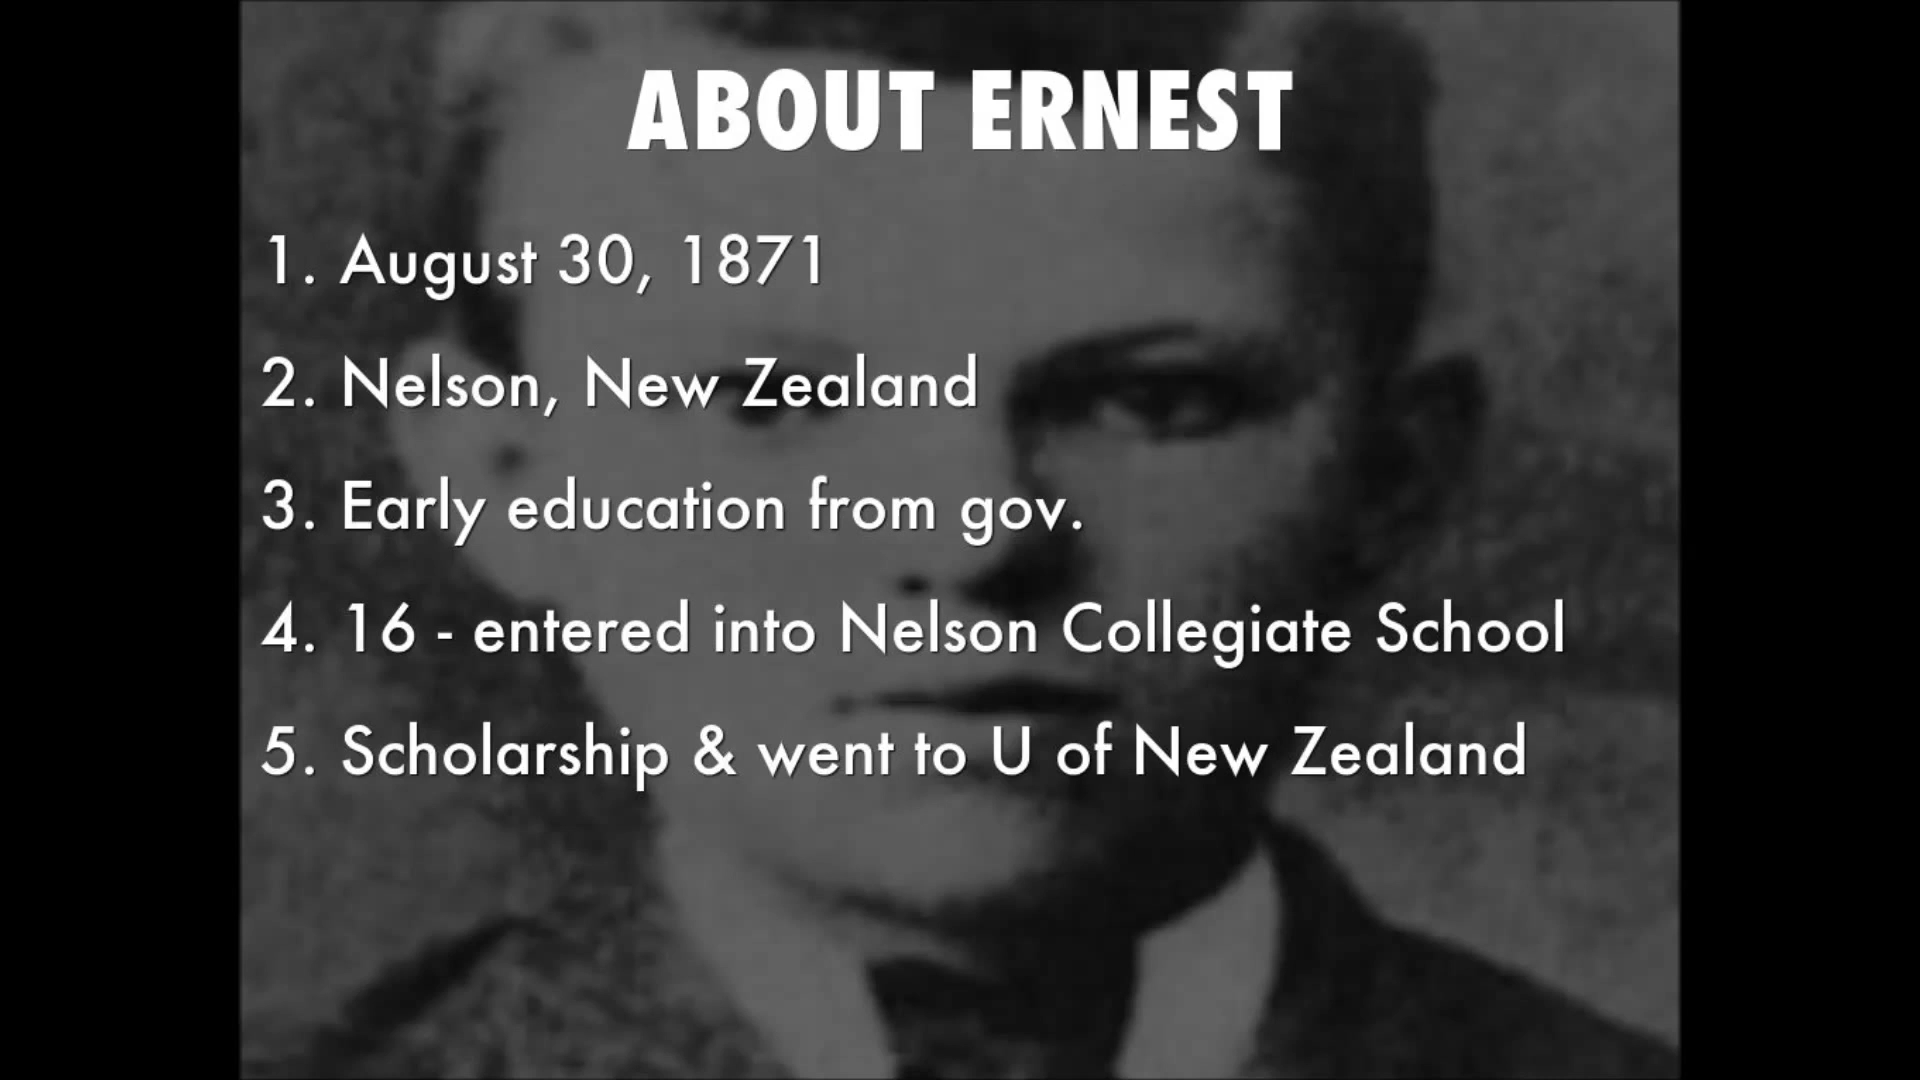 ABOUT ERNEST
1. August 30, 1871
2. Nelson, New Zealand
3. Early education from gov.
4. 16 - entered into Nelson Collegiate School
5. Scholarship & went to U of New Zealand